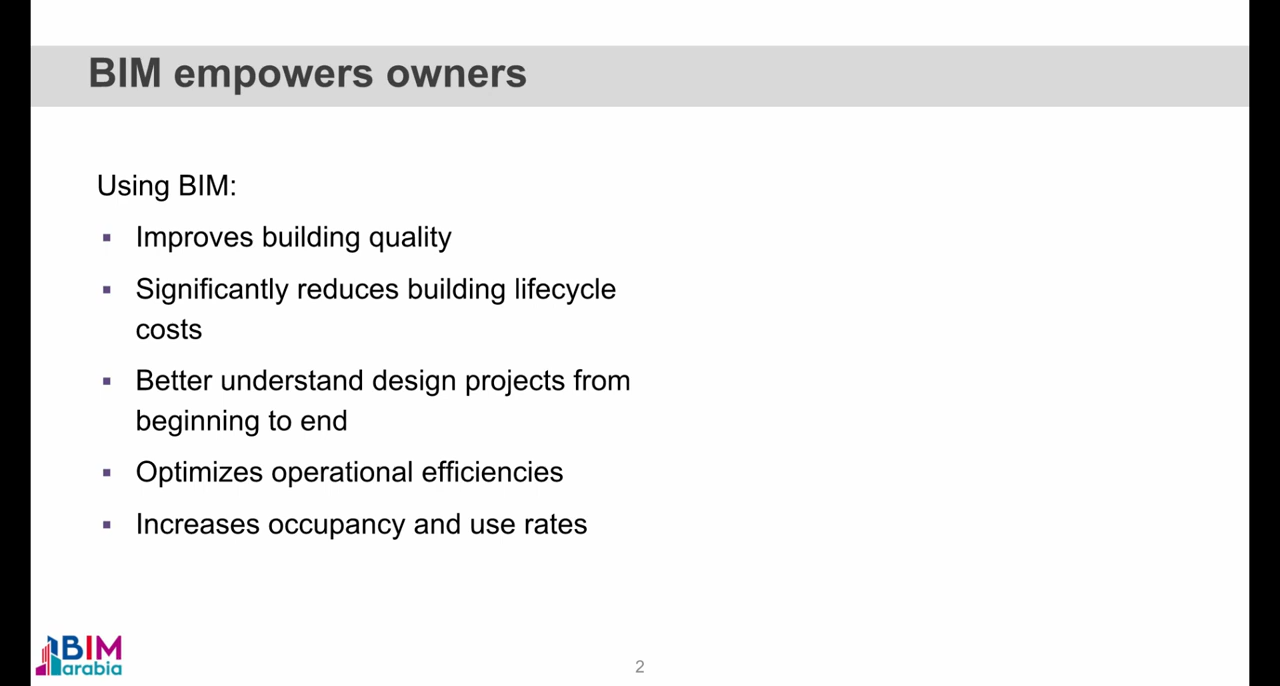 BIM empowers owners
Using BIM:
▪ Improves building quality
▪ Significantly reduces building lifecycle
costs
▪ Better understand design projects from
beginning to end
▪ Optimizes operational efficiencies
▪ Increases occupancy and use rates
BIM
arabia
2